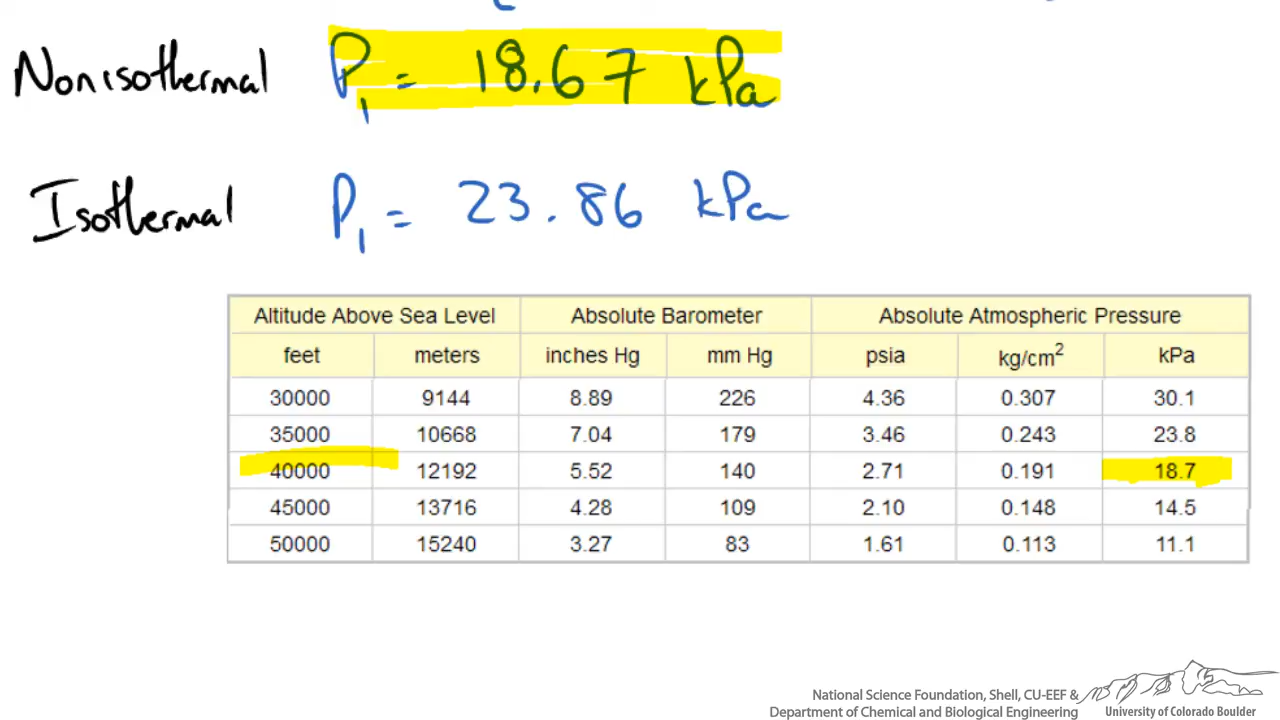 Nonisothermal P₁ = 18.67 kPa
Isothermal P₁ = 23.86 kPa
Altitude Above Sea Level Absolute Barometer Absolute Atmospheric Pressure
feet meters inches Hg mm Hg psia kg/cm² kPa
30000 9144 8.89 226 4.36 0.307 30.1
35000 10668 7.04 179 3.46 0.243 23.8
40000 12192 5.52 140 2.71 0.191 18.7
45000 13716 4.28 109 2.10 0.148 14.5
50000 15240 3.27 83 1.61 0.113 11.1
National Science Foundation, Shell, CU-EEF &
Department of Chemical and Biological Engineering University of Colorado Boulder